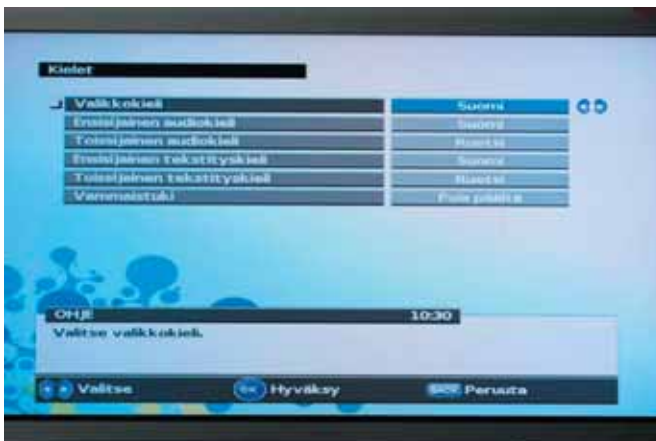 Kielet
Valikkokieli Suomi
Ensisijainen audiokieli Suomi
Toissijainen audiokieli Ruotsi
Ensisijainen tekstityskieli Suomi
Toissijainen tekstityskieli Ruotsi
Vammaistuki Pois päältä
OHJE 10:30
Valitse valikkokieli.
Valitse OK Hyväksy BACK Peruuta